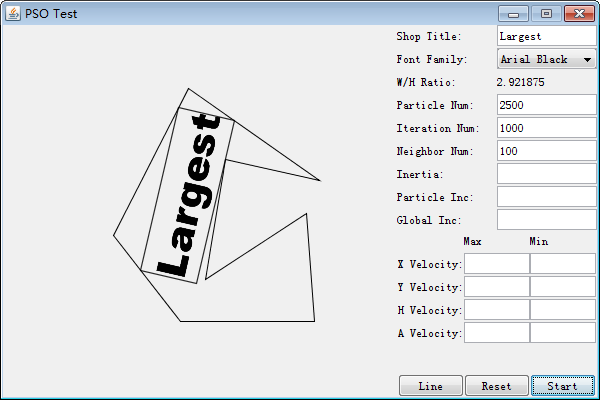 PSO Test
Shop Title: Largest
Font Family: Arial Black
W/H Ratio: 2.921875
Particle Num: 2500
Iteration Num: 1000
Neighbor Num: 100
Inertia:
Particle Inc:
Global Inc:
Max Min
X Velocity:
Y Velocity:
H Velocity:
A Velocity:
Line Reset Start
Largest